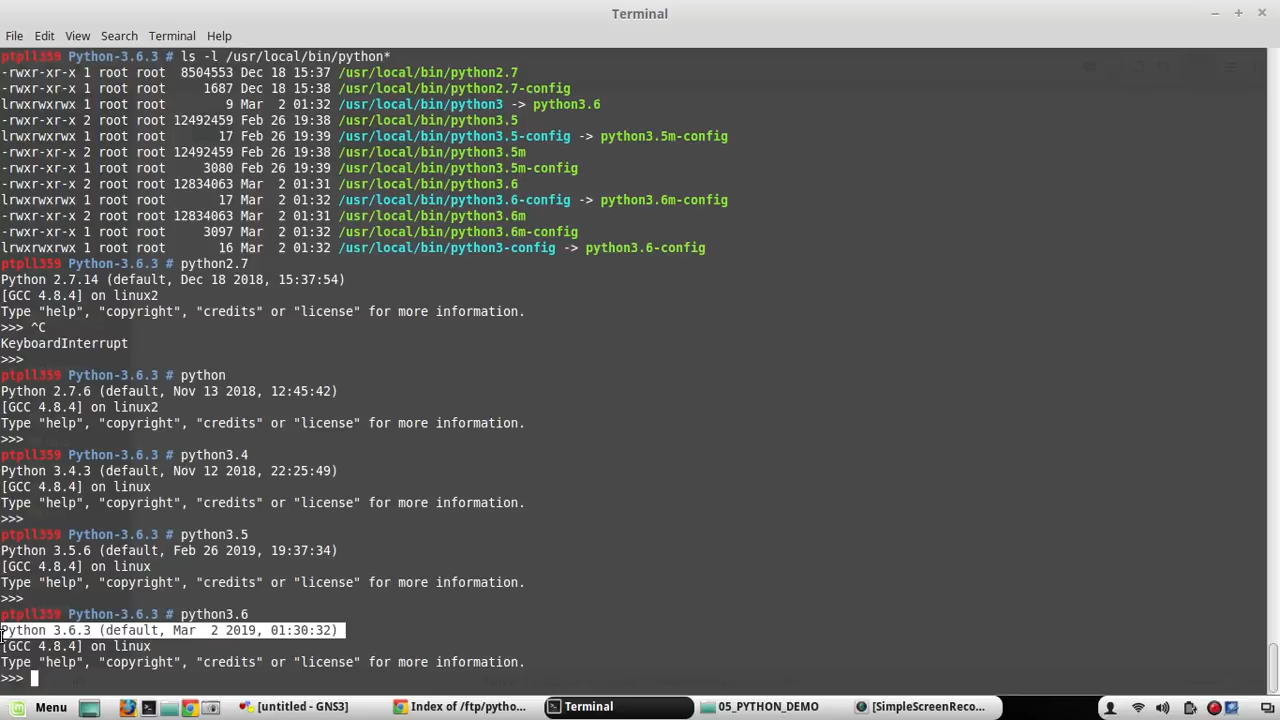 Terminal
File Edit View Search Terminal Help
ptpll359 Python-3.6.3 # ls -l /usr/local/bin/python*
-rwxr-xr-x 1 root root  8504553 Dec 18 15:37 /usr/local/bin/python2.7
-rwxr-xr-x 1 root root     1687 Dec 18 15:38 /usr/local/bin/python2.7-config
lrwxrwxrwx 1 root root        9 Mar  2 01:32 /usr/local/bin/python3 -> python3.6
-rwxr-xr-x 2 root root 12492459 Feb 26 19:38 /usr/local/bin/python3.5
lrwxrwxrwx 1 root root       17 Feb 26 19:39 /usr/local/bin/python3.5-config -> python3.5m-config
-rwxr-xr-x 2 root root 12492459 Feb 26 19:38 /usr/local/bin/python3.5m
-rwxr-xr-x 1 root root     3080 Feb 26 19:39 /usr/local/bin/python3.5m-config
-rwxr-xr-x 2 root root 12834063 Mar  2 01:31 /usr/local/bin/python3.6
lrwxrwxrwx 1 root root       17 Mar  2 01:32 /usr/local/bin/python3.6-config -> python3.6m-config
-rwxr-xr-x 2 root root 12834063 Mar  2 01:31 /usr/local/bin/python3.6m
-rwxr-xr-x 1 root root     3097 Mar  2 01:32 /usr/local/bin/python3.6m-config
lrwxrwxrwx 1 root root       16 Mar  2 01:32 /usr/local/bin/python3-config -> python3.6-config
ptpll359 Python-3.6.3 # python2.7
Python 2.7.14 (default, Dec 18 2018, 15:37:54)
[GCC 4.8.4] on linux2
Type "help", "copyright", "credits" or "license" for more information.
>>> ^C
KeyboardInterrupt
>>>
ptpll359 Python-3.6.3 # python
Python 2.7.6 (default, Nov 13 2018, 12:45:42)
[GCC 4.8.4] on linux2
Type "help", "copyright", "credits" or "license" for more information.
>>>
ptpll359 Python-3.6.3 # python3.4
Python 3.4.3 (default, Nov 12 2018, 22:25:49)
[GCC 4.8.4] on linux
Type "help", "copyright", "credits" or "license" for more information.
>>>
ptpll359 Python-3.6.3 # python3.5
Python 3.5.6 (default, Feb 26 2019, 19:37:34)
[GCC 4.8.4] on linux
Type "help", "copyright", "credits" or "license" for more information.
>>>
ptpll359 Python-3.6.3 # python3.6
Python 3.6.3 (default, Mar  2 2019, 01:30:32)
[GCC 4.8.4] on linux
Type "help", "copyright", "credits" or "license" for more information.
>>>
Menu [untitled - GNS3] Index of /ftp/pytho... Terminal 05_PYTHON_DEMO [SimpleScreenReco...